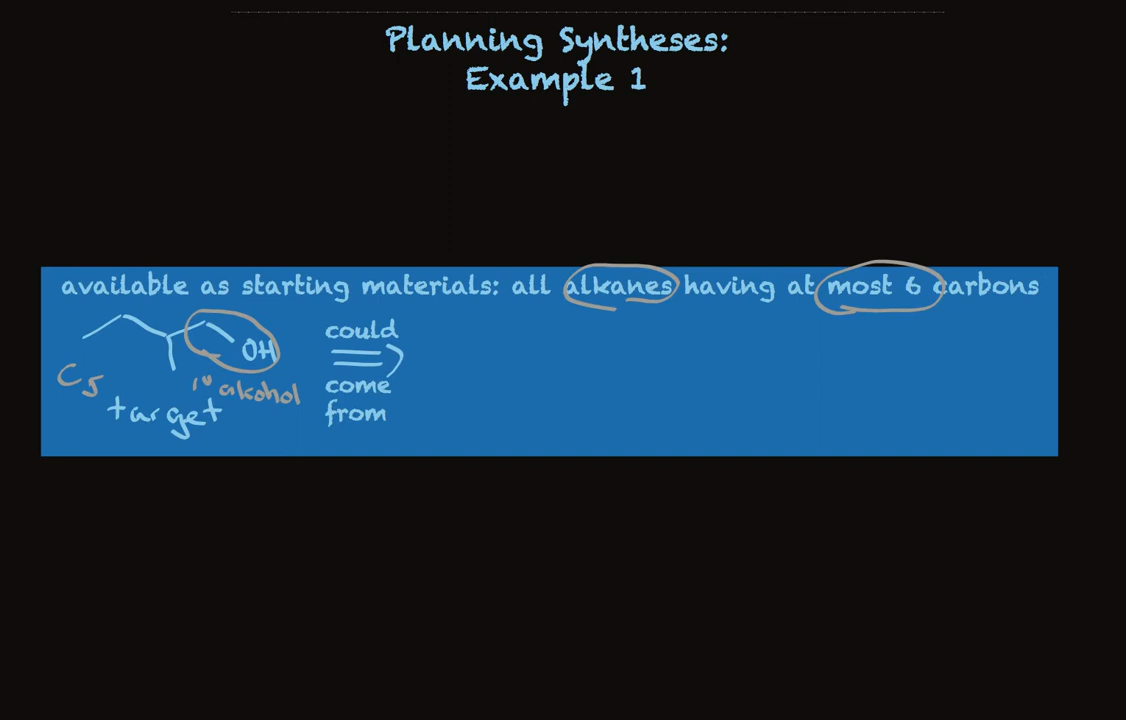 Planning Syntheses:
Example 1
available as starting materials: all alkanes having at most 6 carbons
OH
C5
1° alkohol
target
could
come
from